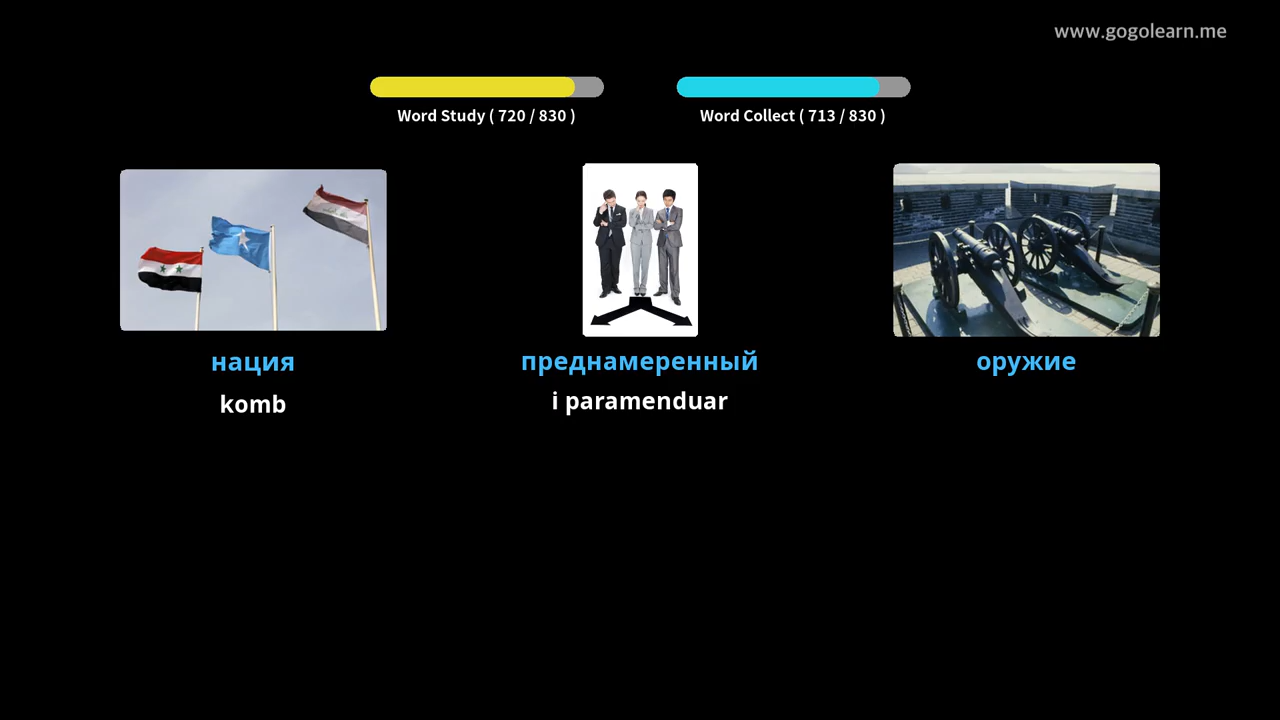 www.gogolearn.me
Word Study ( 720 / 830 )
Word Collect ( 713 / 830 )
нация
преднамеренный
оружие
komb
i paramenduar